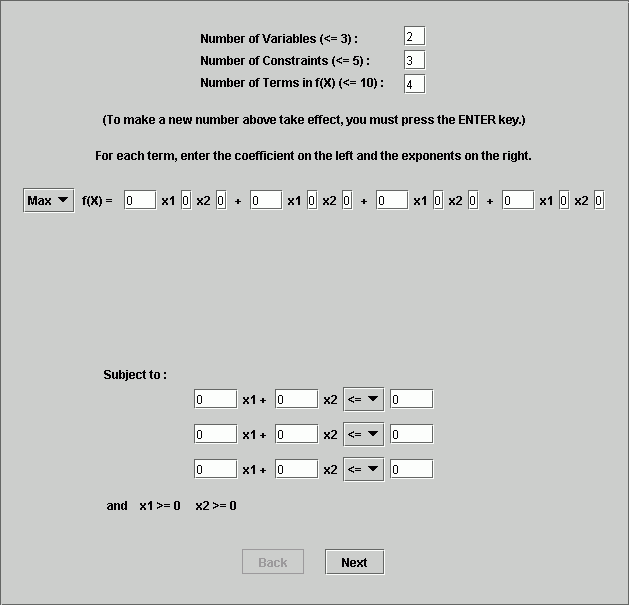 Number of Variables (<= 3) : 2
Number of Constraints (<= 5) : 3
Number of Terms in f(X) (<= 10) : 4
(To make a new number above take effect, you must press the ENTER key.)
For each term, enter the coefficient on the left and the exponents on the right.
Max f(X) = 0 x1 0 x2 0 + 0 x1 0 x2 0 + 0 x1 0 x2 0 + 0 x1 0 x2 0
Subject to :
0 x1 + 0 x2 <= 0
0 x1 + 0 x2 <= 0
0 x1 + 0 x2 <= 0
and x1 >= 0 x2 >= 0
Back Next